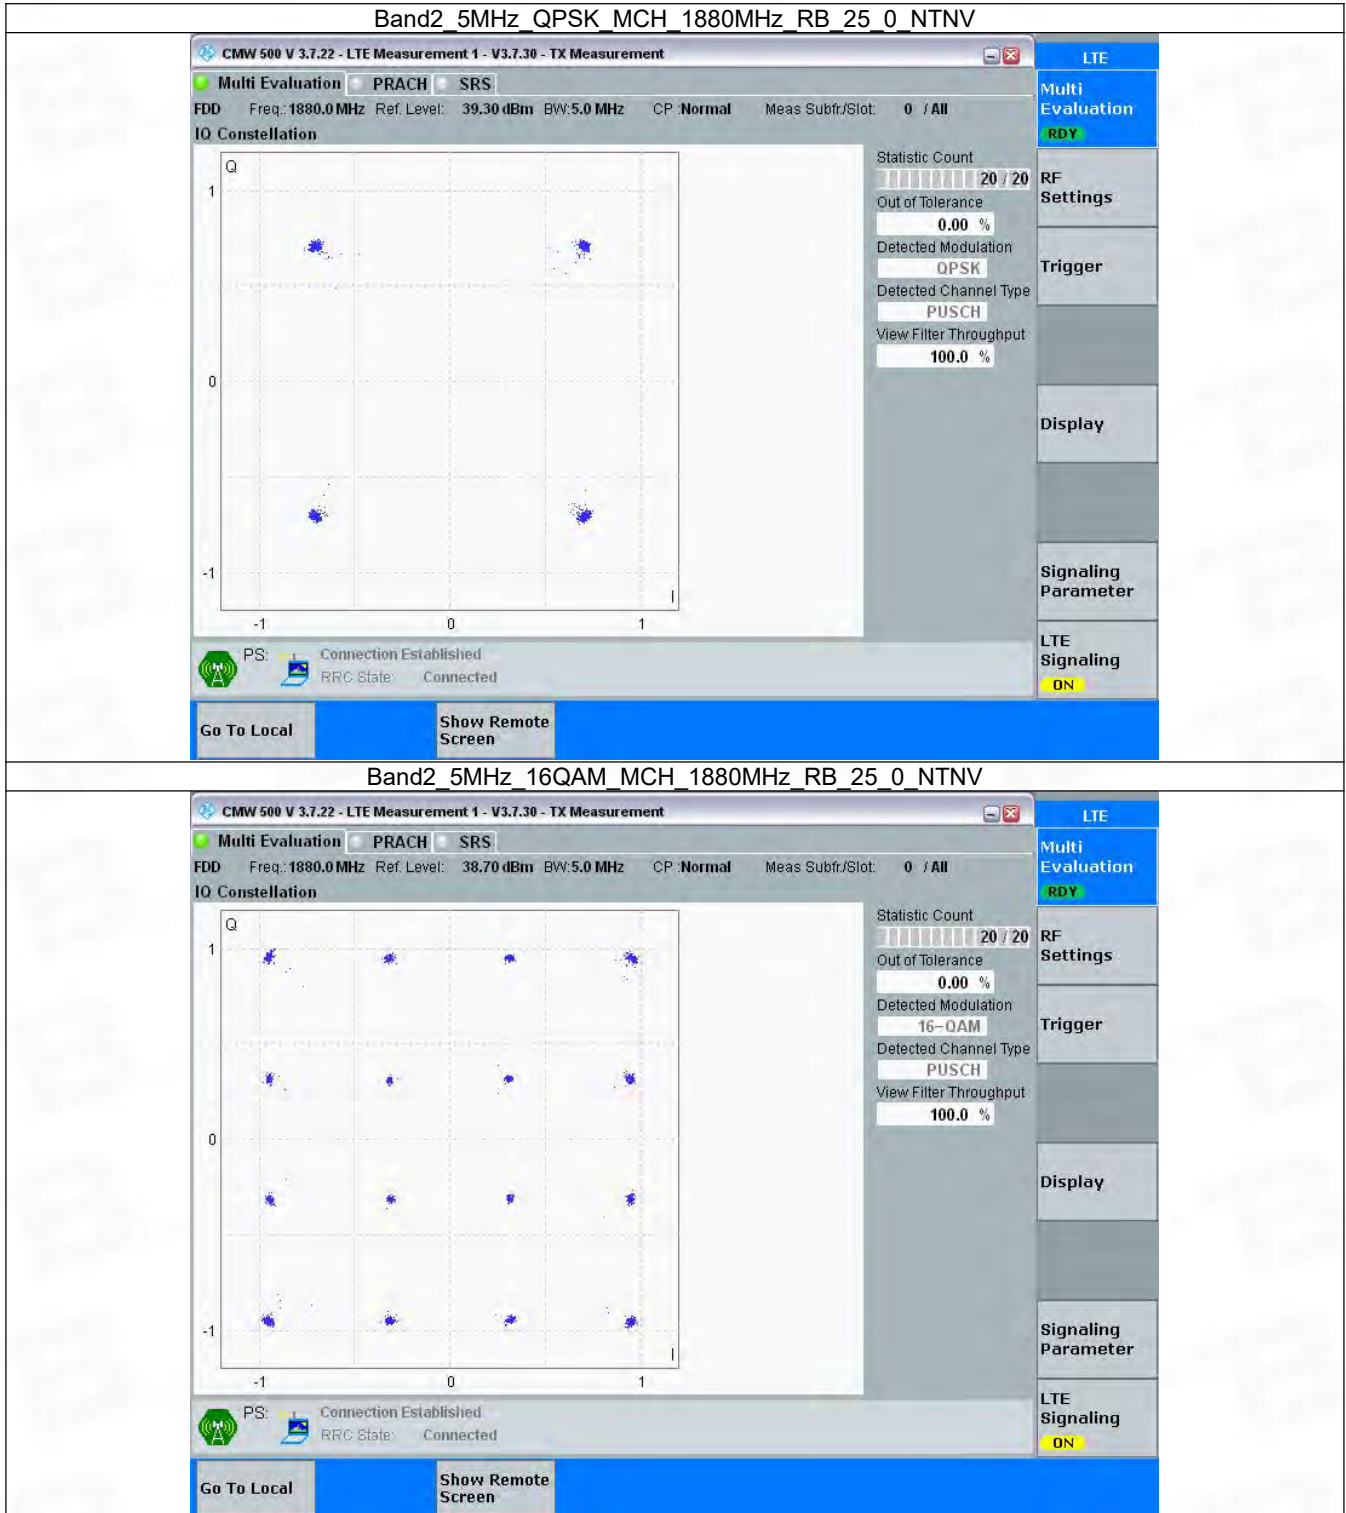 Band2_5MHz_QPSK_MCH_1880MHz_RB_25_0_NTNV
CMW 500 V 3.7.22 - LTE Measurement 1 - V3.7.30 - TX Measurement
LTE
Multi Evaluation PRACH SRS
Multi
Evaluation
RDY
FDD Freq.: 1880.0 MHz Ref. Level: 39.30 dBm BW: 5.0 MHz CP : Normal Meas Subfr./Slot: 0 / All
IQ Constellation
Q
1
0
-1
I
-1 0 1
Statistic Count
20 / 20
Out of Tolerance
0.00 %
Detected Modulation
QPSK
Detected Channel Type
PUSCH
View Filter Throughput
100.0 %
RF
Settings
Trigger
Display
Signaling
Parameter
LTE
Signaling
ON
PS: Connection Established
RRC State: Connected
Go To Local
Show Remote
Screen
Band2_5MHz_16QAM_MCH_1880MHz_RB_25_0_NTNV
CMW 500 V 3.7.22 - LTE Measurement 1 - V3.7.30 - TX Measurement
LTE
Multi Evaluation PRACH SRS
Multi
Evaluation
RDY
FDD Freq.: 1880.0 MHz Ref. Level: 38.70 dBm BW: 5.0 MHz CP : Normal Meas Subfr./Slot: 0 / All
IQ Constellation
Q
1
0
-1
I
-1 0 1
Statistic Count
20 / 20
Out of Tolerance
0.00 %
Detected Modulation
16-QAM
Detected Channel Type
PUSCH
View Filter Throughput
100.0 %
RF
Settings
Trigger
Display
Signaling
Parameter
LTE
Signaling
ON
PS: Connection Established
RRC State: Connected
Go To Local
Show Remote
Screen